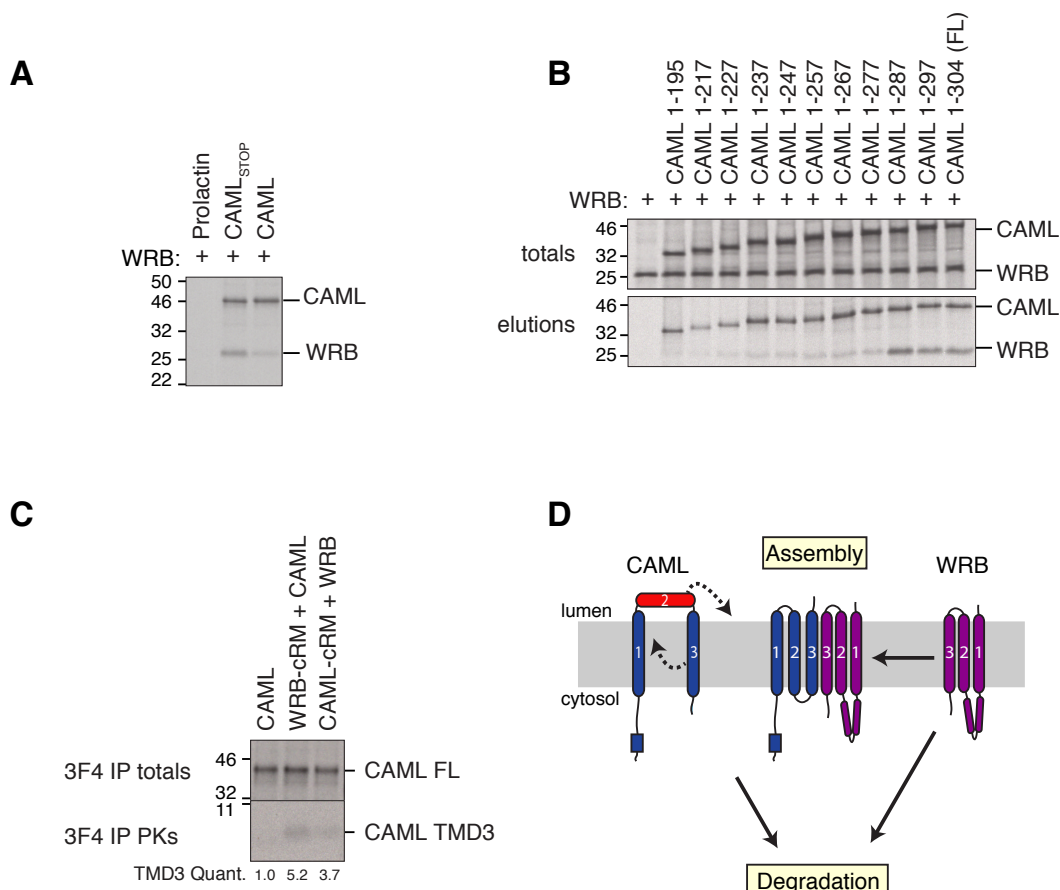 A
Prolactin
CAMLSTOP
CAML
WRB: + + +
50
46
CAML
32
WRB
25
22
B
CAML 1-195
CAML 1-217
CAML 1-227
CAML 1-237
CAML 1-247
CAML 1-257
CAML 1-267
CAML 1-277
CAML 1-287
CAML 1-297
CAML 1-304 (FL)
WRB: + + + + + + + + + + + +
46
CAML
totals
32
25
WRB
46
CAML
elutions
32
25
WRB
C
CAML
WRB-cRM + CAML
CAML-cRM + WRB
46
3F4 IP totals
CAML FL
32
11
3F4 IP PKs
CAML TMD3
TMD3 Quant. 1.0 5.2 3.7
D
Assembly
CAML
WRB
2
lumen
1 3
1 2 3 3 2 1
3 2 1
cytosol
Degradation